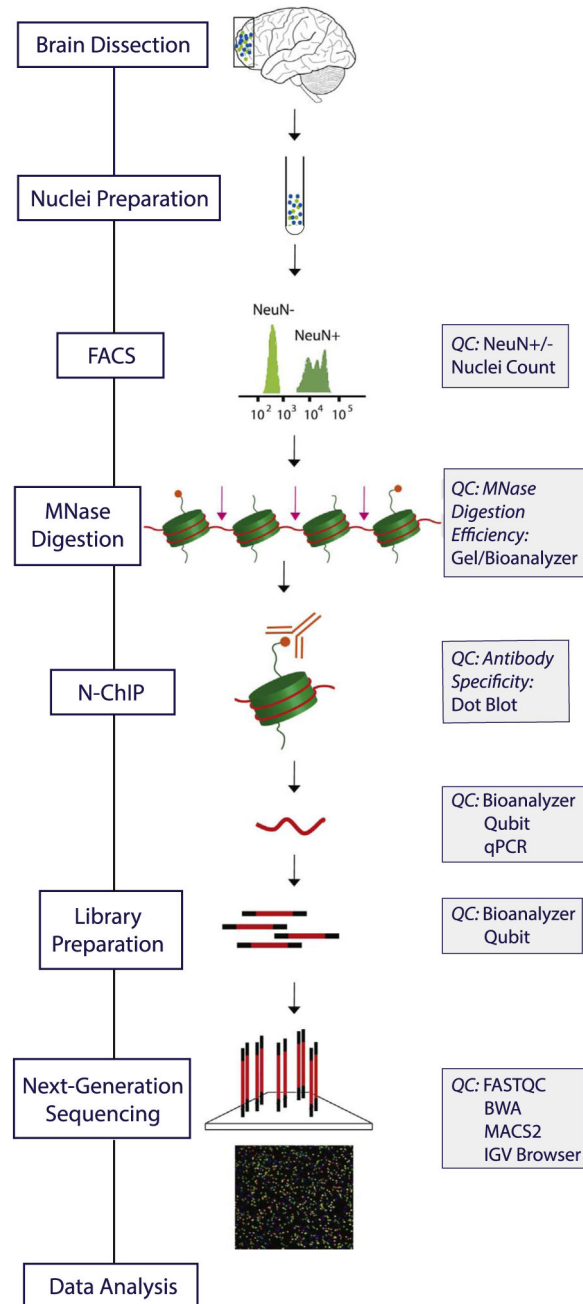 Brain Dissection
Nuclei Preparation
NeuN-
NeuN+
FACS
QC: NeuN+/-
Nuclei Count
10² 10³ 10⁴ 10⁵
MNase
Digestion
QC: MNase
Digestion
Efficiency:
Gel/Bioanalyzer
N-ChIP
QC: Antibody
Specificity:
Dot Blot
QC: Bioanalyzer
Qubit
qPCR
Library
Preparation
QC: Bioanalyzer
Qubit
Next-Generation
Sequencing
QC: FASTQC
BWA
MACS2
IGV Browser
Data Analysis